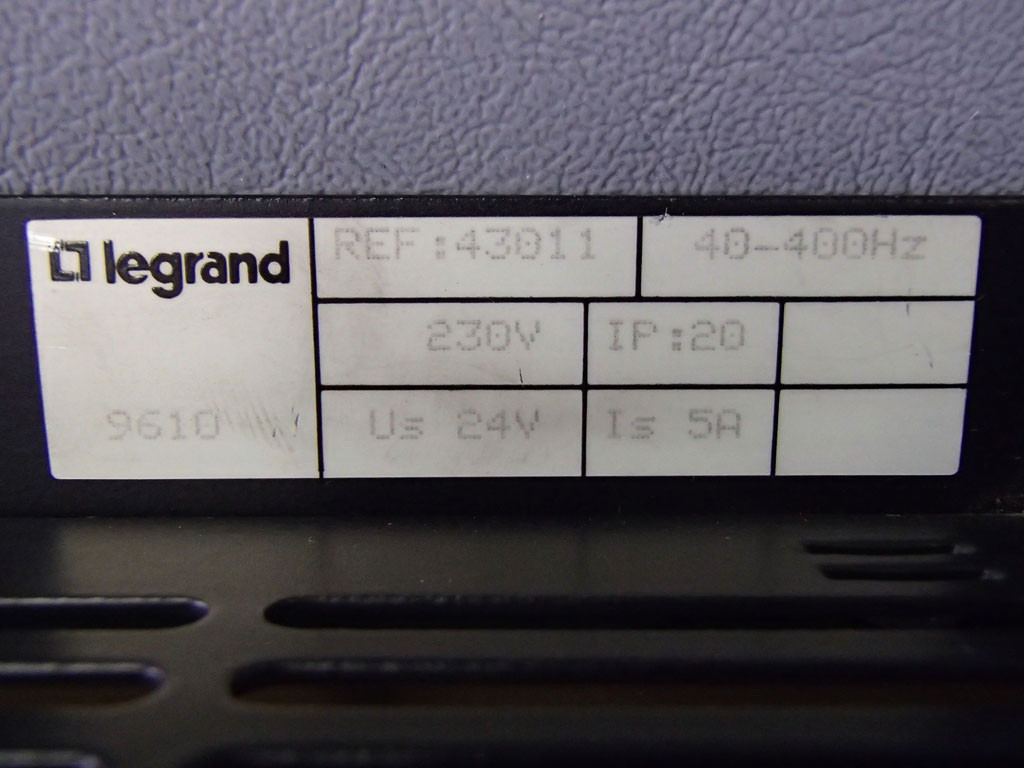 legrand
REF:43011
40-400Hz
230V
IP:20
9610
Us 24V
Is 5A